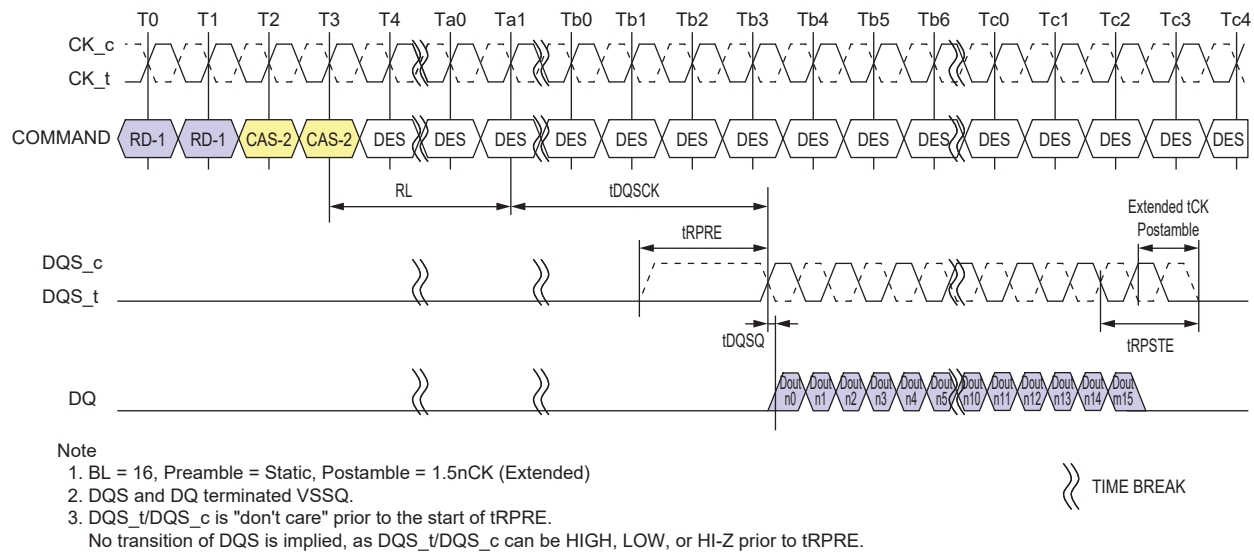 T0 T1 T2 T3 T4 Ta0 Ta1 Tb0 Tb1 Tb2 Tb3 Tb4 Tb5 Tb6 Tc0 Tc1 Tc2 Tc3 Tc4
CK_c
CK_t
COMMAND RD-1 RD-1 CAS-2 CAS-2 DES DES DES DES DES DES DES DES DES DES DES DES DES DES DES
RL tDQSCK
Extended tCK
Postamble
tRPRE
DQS_c
DQS_t
tDQSQ
tRPSTE
DQ
Dout Dout Dout Dout Dout Dout Dout Dout Dout Dout Dout Dout
n0 n1 n2 n3 n4 n5 n10 n11 n12 n13 n14 m15
Note
1. BL = 16, Preamble = Static, Postamble = 1.5nCK (Extended)
2. DQS and DQ terminated VSSQ.
3. DQS_t/DQS_c is "don't care" prior to the start of tRPRE.
No transition of DQS is implied, as DQS_t/DQS_c can be HIGH, LOW, or HI-Z prior to tRPRE.
TIME BREAK